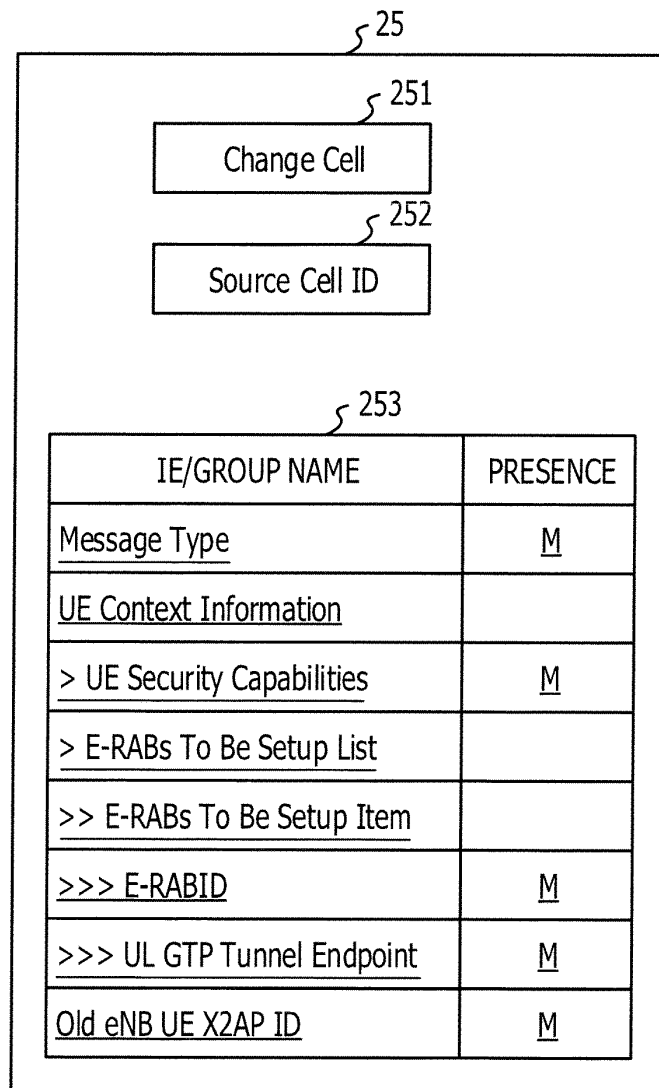 25
251
Change Cell
252
Source Cell ID
253
IE/GROUP NAME PRESENCE
Message Type M
UE Context Information
> UE Security Capabilities M
> E-RABs To Be Setup List
>> E-RABs To Be Setup Item
>>> E-RABID M
>>> UL GTP Tunnel Endpoint M
Old eNB UE X2AP ID M